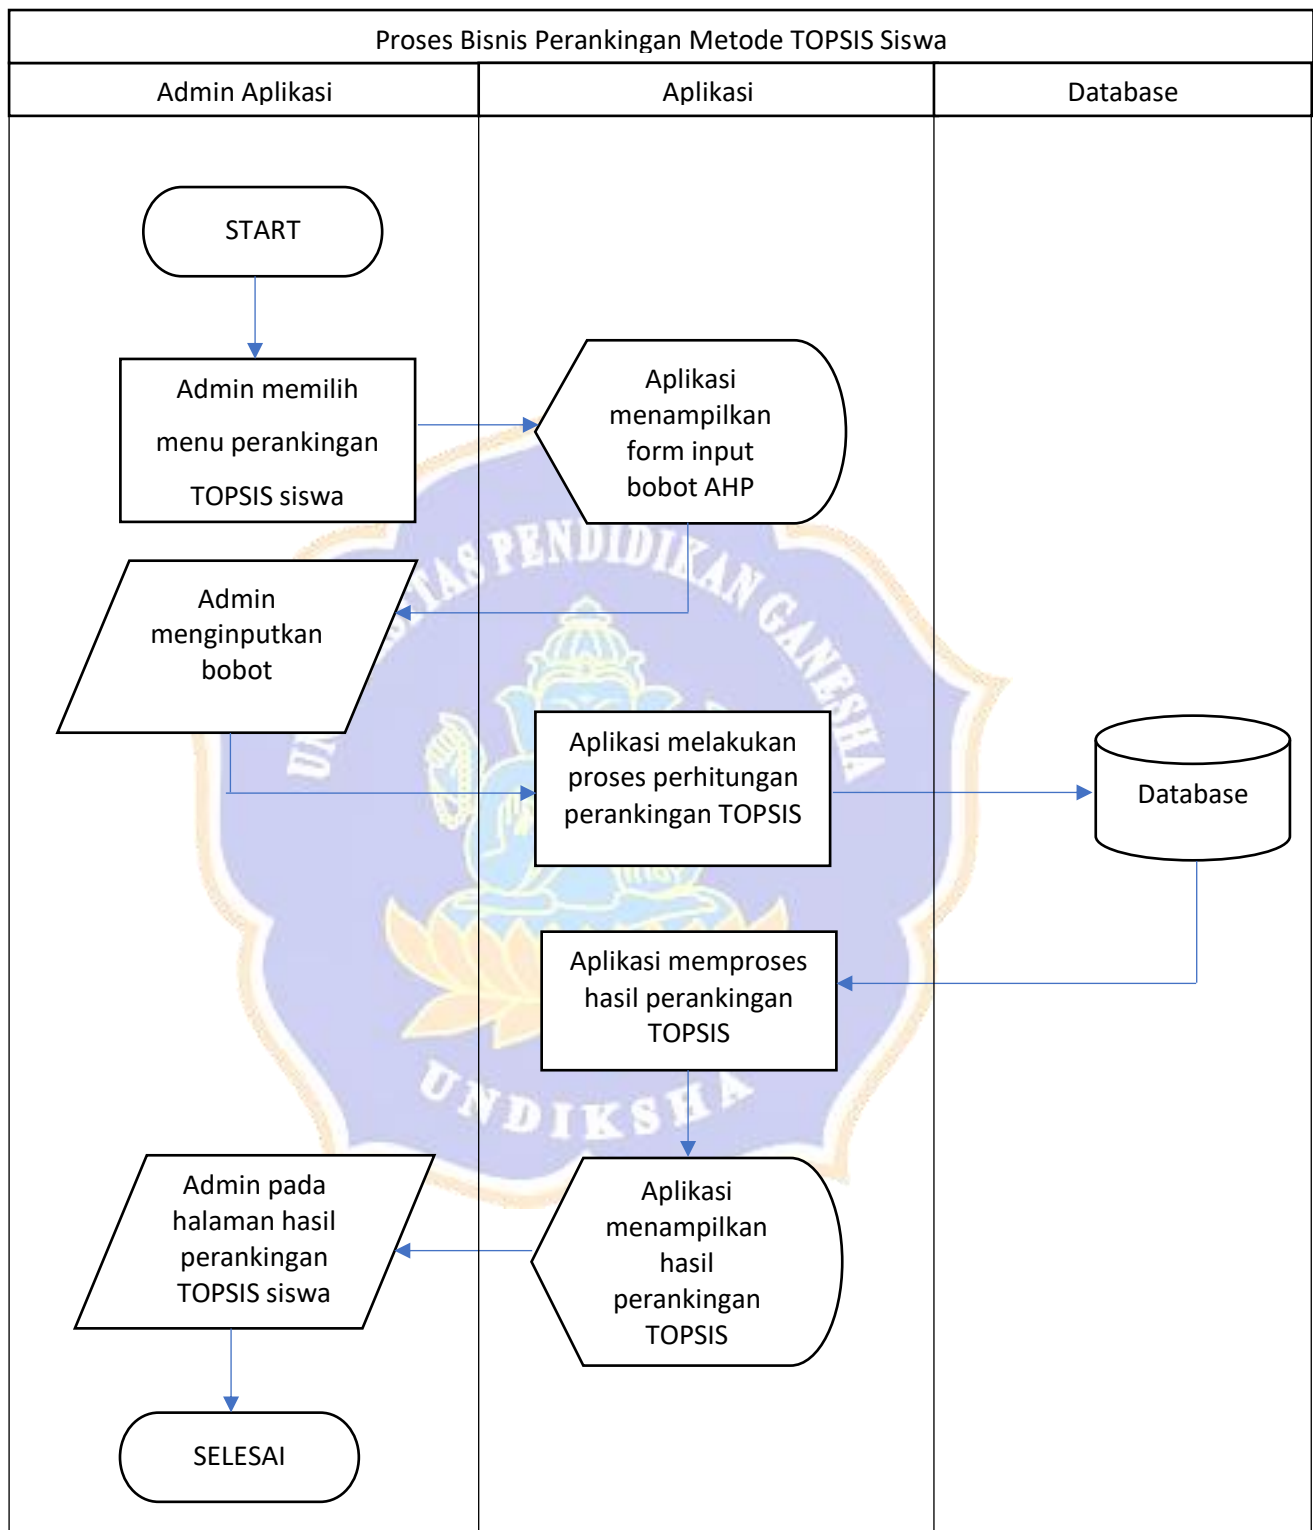 Proses Bisnis Perankingan Metode TOPSIS Siswa
Admin Aplikasi
Aplikasi
Database
START
Admin memilih
menu perankingan
TOPSIS siswa
Aplikasi
menampilkan
form input
bobot AHP
Admin
menginputkan
bobot
Aplikasi melakukan
proses perhitungan
perankingan TOPSIS
Database
Aplikasi memproses
hasil perankingan
TOPSIS
Aplikasi
menampilkan
hasil
perankingan
TOPSIS
Admin pada
halaman hasil
perankingan
TOPSIS siswa
SELESAI
PENDIDIKAN GANESHA
UNDIKSHA